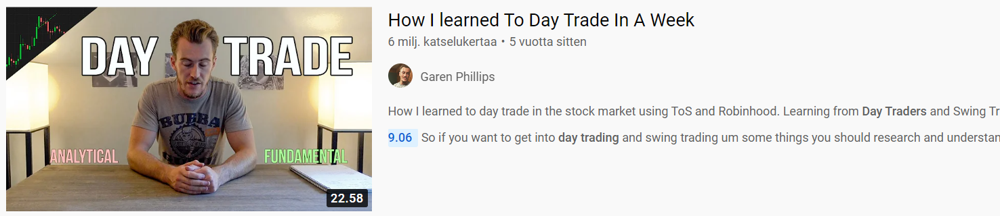 DAY TRADE
BUBBA
ANALYTICAL
FUNDAMENTAL
22.58
How I learned To Day Trade In A Week
6 milj. katselukertaa • 5 vuotta sitten
Garen Phillips
How I learned to day trade in the stock market using ToS and Robinhood. Learning from Day Traders and Swing Tr
9.06 So if you want to get into day trading and swing trading um some things you should research and understan